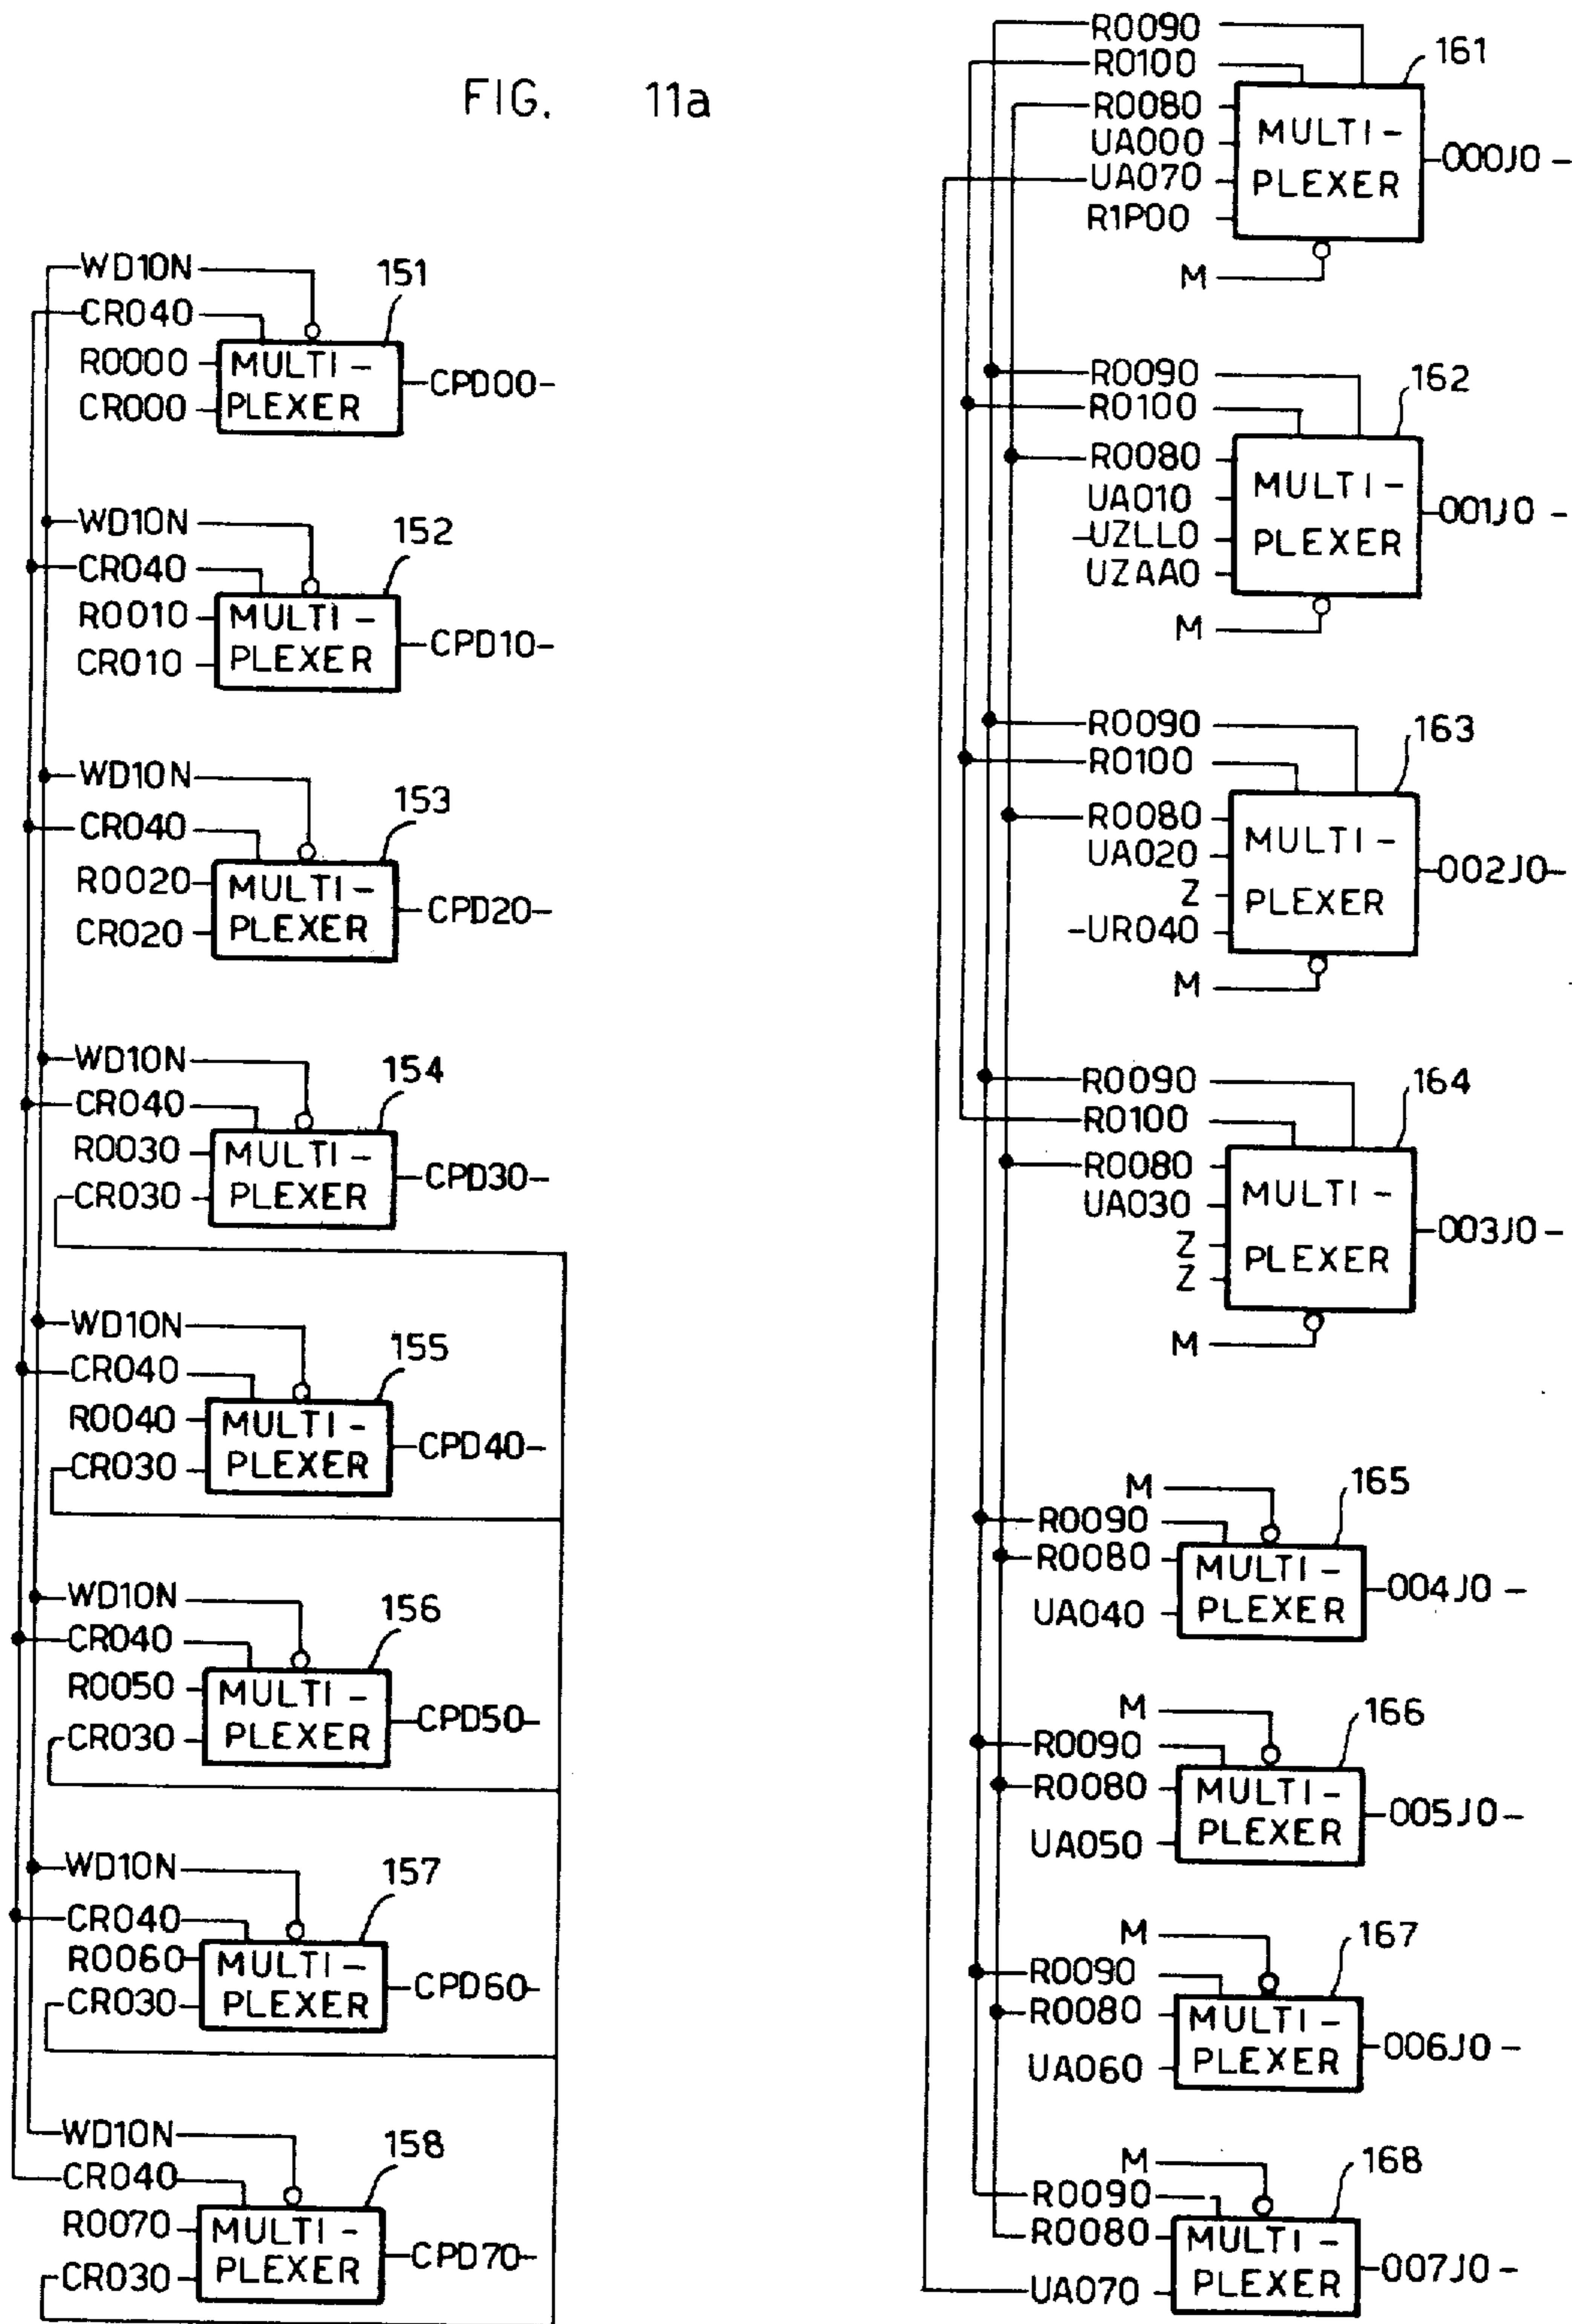 FIG. 11a
WD10N
151
CR040
R0000
MULTI-
CPD00-
CR000
PLEXER
WD10N
152
CR040
R0010
MULTI-
CPD10-
CR010
PLEXER
WD10N
153
CR040
R0020
MULTI-
CPD20-
CR020
PLEXER
WD10N
154
CR040
R0030
MULTI-
CPD30-
CR030
PLEXER
WD10N
155
CR040
R0040
MULTI-
CPD40-
CR030
PLEXER
WD10N
156
CR040
R0050
MULTI-
CPD50-
CR030
PLEXER
WD10N
157
CR040
R0060
MULTI-
CPD60-
CR030
PLEXER
WD10N
158
CR040
R0070
MULTI-
CPD70-
CR030
PLEXER
R0090
161
R0100
R0080
UA000
MULTI-
000J0-
UA070
PLEXER
R1P00
M
R0090
162
R0100
R0080
UA010
MULTI-
001J0-
-UZLL0
PLEXER
UZAA0
M
R0090
163
R0100
R0080
UA020
MULTI-
002J0-
Z
PLEXER
-UR040
M
R0090
164
R0100
R0080
UA030
MULTI-
003J0-
Z
PLEXER
Z
M
M
165
R0090
R0080
MULTI-
004J0-
UA040
PLEXER
M
166
R0090
R0080
MULTI-
005J0-
UA050
PLEXER
M
167
R0090
R0080
MULTI-
006J0-
UA060
PLEXER
M
168
R0090
R0080
MULTI-
007J0-
UA070
PLEXER